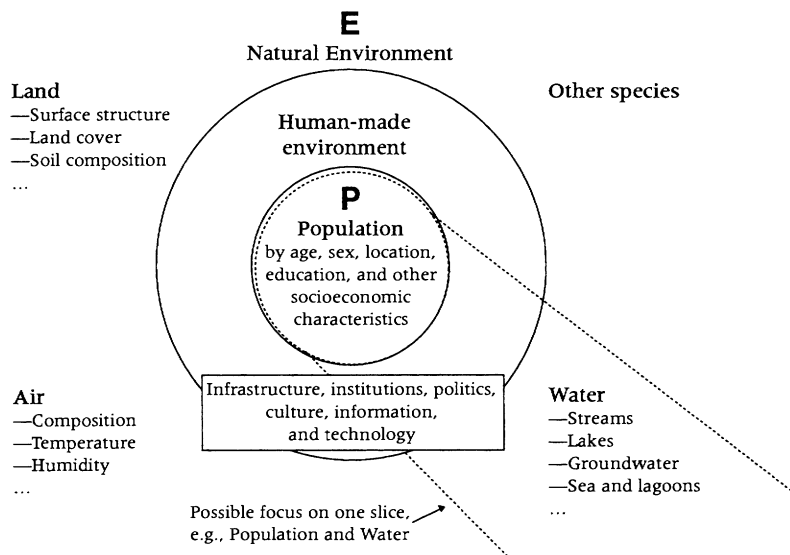 E
Natural Environment
Land
—Surface structure
—Land cover
—Soil composition
...
Other species
Human-made
environment
P
Population
by age, sex, location,
education, and other
socioeconomic
characteristics
Infrastructure, institutions, politics,
culture, information,
and technology
Air
—Composition
—Temperature
—Humidity
...
Water
—Streams
—Lakes
—Groundwater
—Sea and lagoons
...
Possible focus on one slice,
e.g., Population and Water